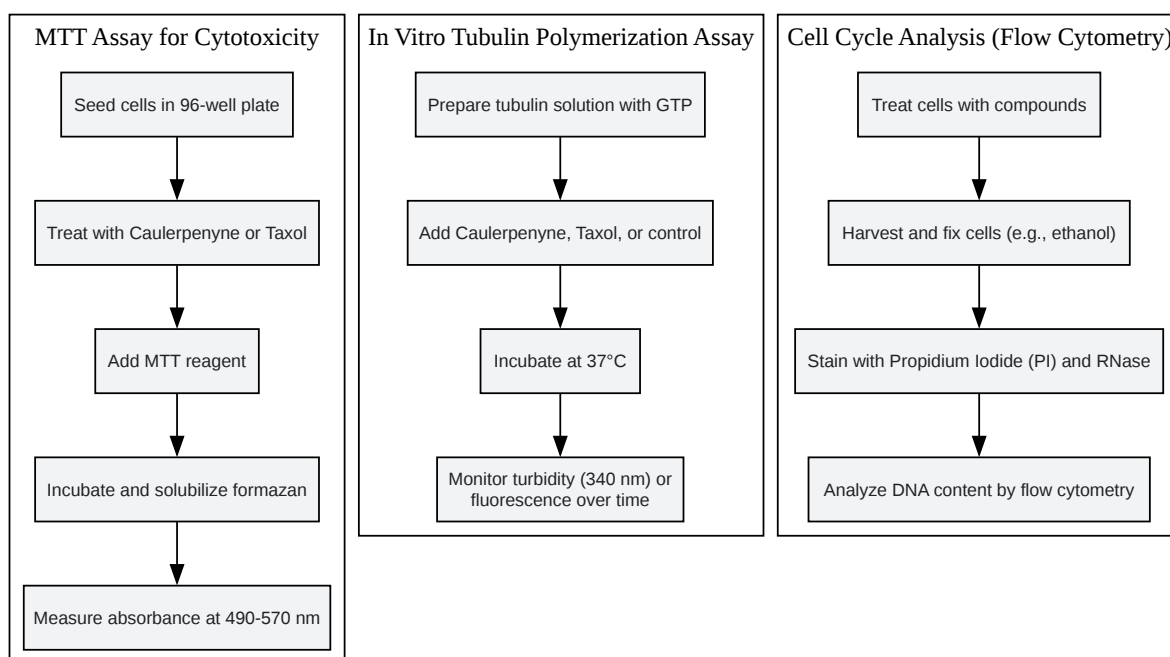 MTT Assay for Cytotoxicity
Seed cells in 96-well plate
Treat with Caulerpenyne or Taxol
Add MTT reagent
Incubate and solubilize formazan
Measure absorbance at 490-570 nm
In Vitro Tubulin Polymerization Assay
Prepare tubulin solution with GTP
Add Caulerpenyne, Taxol, or control
Incubate at 37°C
Monitor turbidity (340 nm) or
fluorescence over time
Cell Cycle Analysis (Flow Cytometry)
Treat cells with compounds
Harvest and fix cells (e.g., ethanol)
Stain with Propidium Iodide (PI) and RNase
Analyze DNA content by flow cytometry